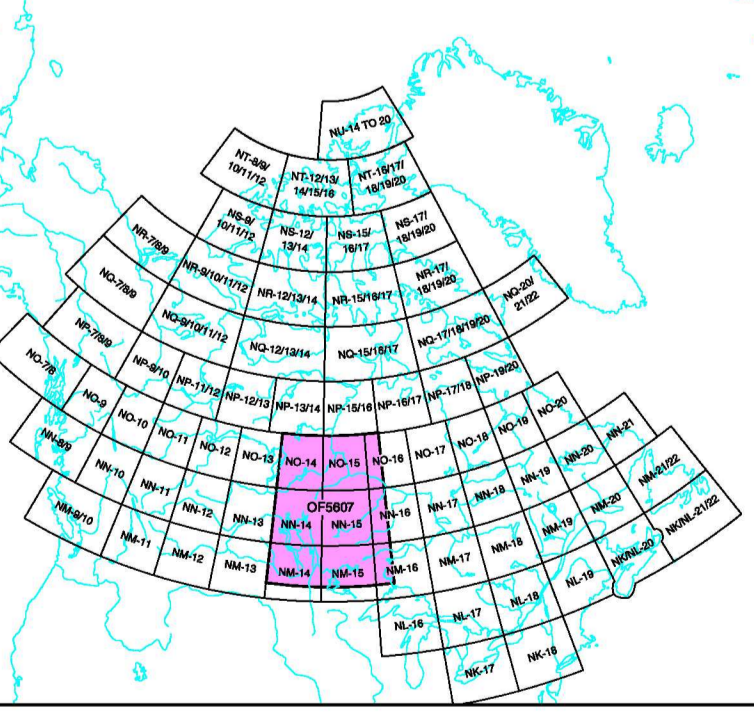 NU-14 TO 20
NT-8/9/
10/11/12
NT-12/13/
14/15/16
NT-16/17/
18/19/20
NS-9/
10/11/12
NS-12/
13/14
NS-15/
16/17
NS-17/
18/19/20
NR-7/8/9
NR-9/10/11/12
NR-12/13/14
NR-15/16/17
NR-17/
18/19/20
NQ-7/8/9
NQ-9/10/11/12
NQ-12/13/14
NQ-15/16/17
NQ-17/18/19/20
NQ-20/
21/22
NP-7/8/9
NP-9/10
NP-11/12
NP-12/13
NP-13/14
NP-15/16
NP-16/17
NP-17/18
NP-19/20
NO-7/8
NO-9
NO-10
NO-11
NO-12
NO-13
NO-14
NO-15
NO-16
NO-17
NO-18
NO-19
NO-20
OF5607
NN-8/9
NN-10
NN-11
NN-12
NN-13
NN-14
NN-15
NN-16
NN-17
NN-18
NN-19
NN-20
NN-21
NM-9/10
NM-11
NM-12
NM-13
NM-14
NM-15
NM-16
NM-17
NM-18
NM-19
NM-20
NM-21/22
NL-16
NL-17
NL-18
NL-19
NK/NL-20
NK/NL-21/22
NK-17
NK-18